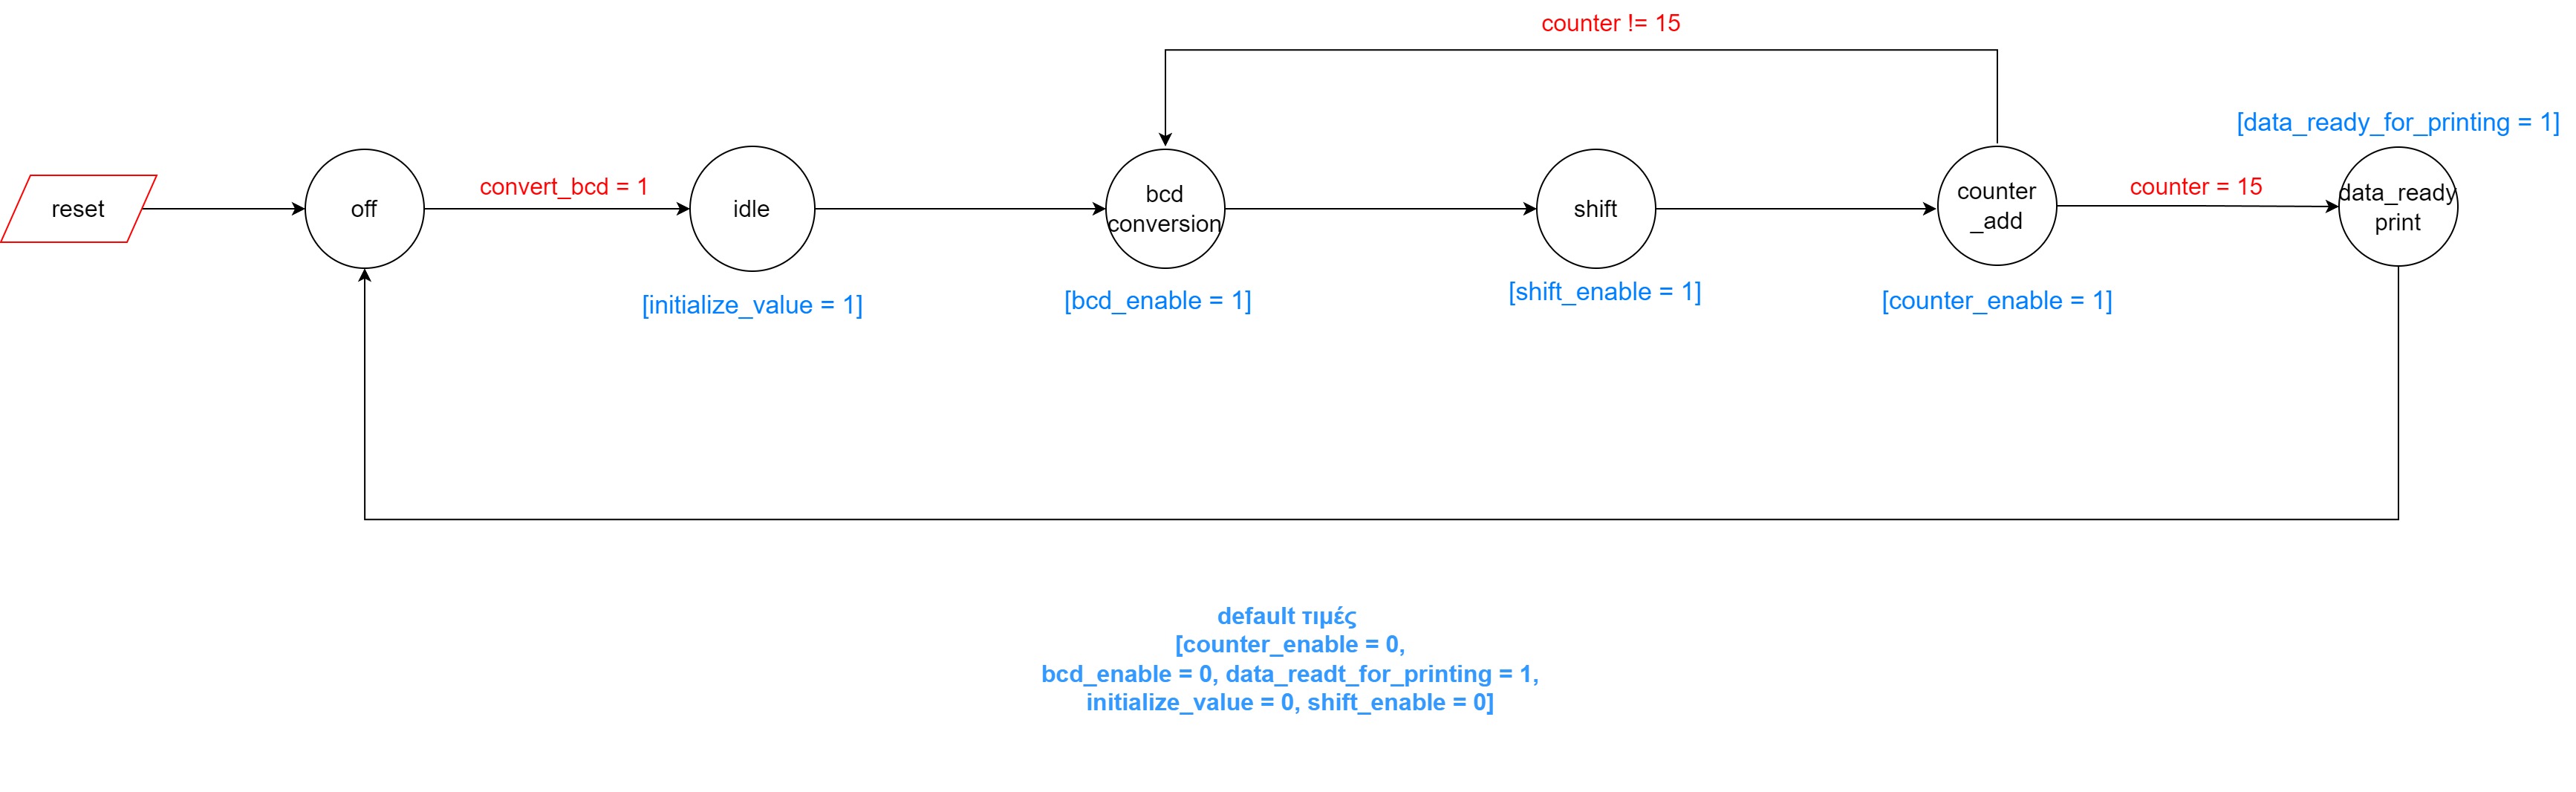 counter != 15
[data_ready_for_printing = 1]
reset
off
convert_bcd = 1
idle
bcd
conversion
shift
counter
_add
counter = 15
data_ready
print
[initialize_value = 1]
[bcd_enable = 1]
[shift_enable = 1]
[counter_enable = 1]
default τιμές
[counter_enable = 0,
bcd_enable = 0, data_readt_for_printing = 1,
initialize_value = 0, shift_enable = 0]